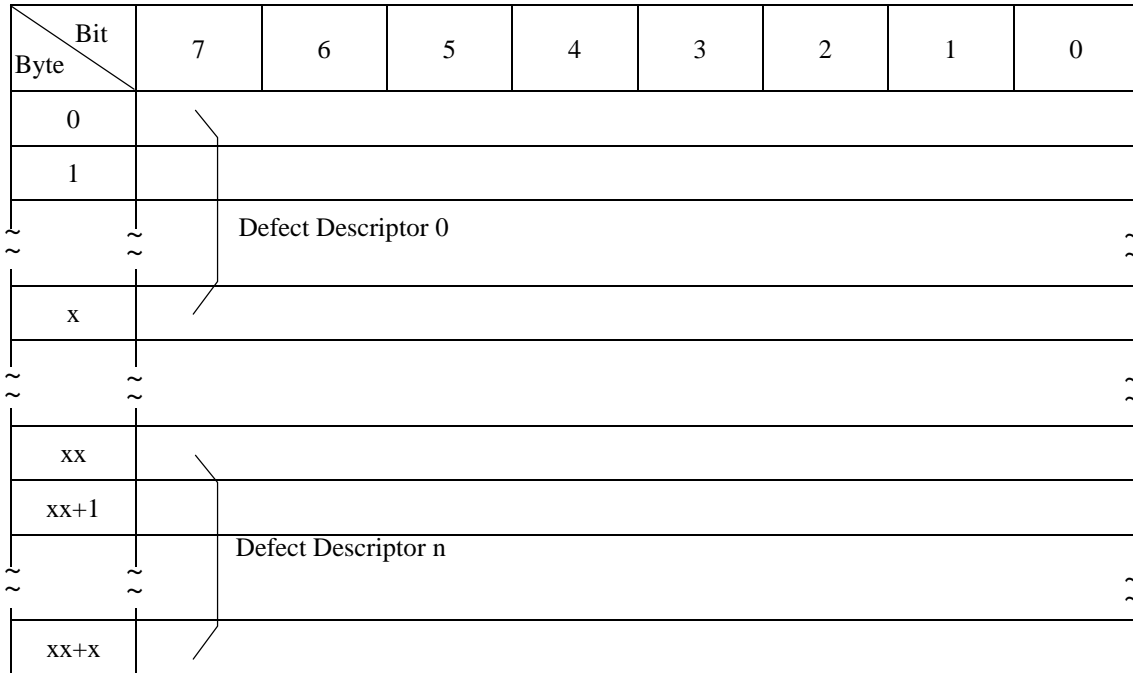 Bit
Byte
7 6 5 4 3 2 1 0
0
1
Defect Descriptor 0
~ ~ ~
~ ~ ~
x
~ ~ ~
~ ~ ~
xx
xx+1
Defect Descriptor n
~ ~ ~
~ ~ ~
xx+x